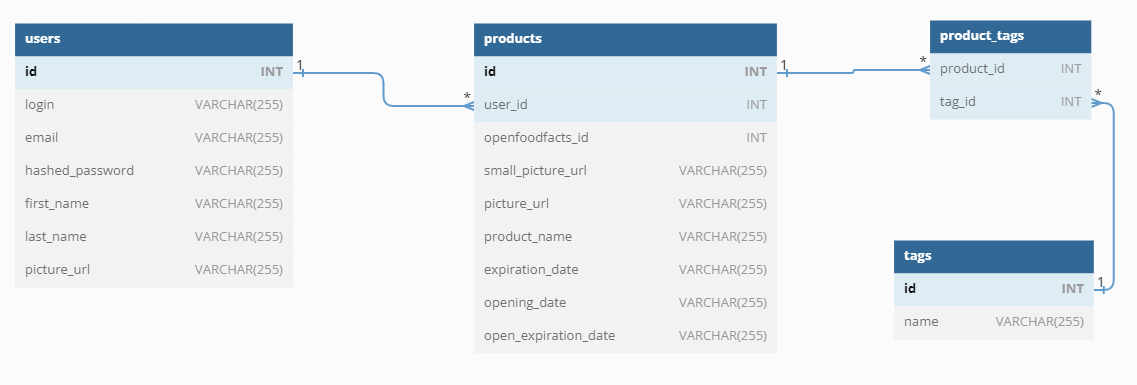 users
id INT
login VARCHAR(255)
email VARCHAR(255)
hashed_password VARCHAR(255)
first_name VARCHAR(255)
last_name VARCHAR(255)
picture_url VARCHAR(255)
1
*
products
id INT
user_id INT
openfoodfacts_id INT
small_picture_url VARCHAR(255)
picture_url VARCHAR(255)
product_name VARCHAR(255)
expiration_date VARCHAR(255)
opening_date VARCHAR(255)
open_expiration_date VARCHAR(255)
1
*
product_tags
product_id INT
tag_id INT
*
tags
id INT
1
name VARCHAR(255)